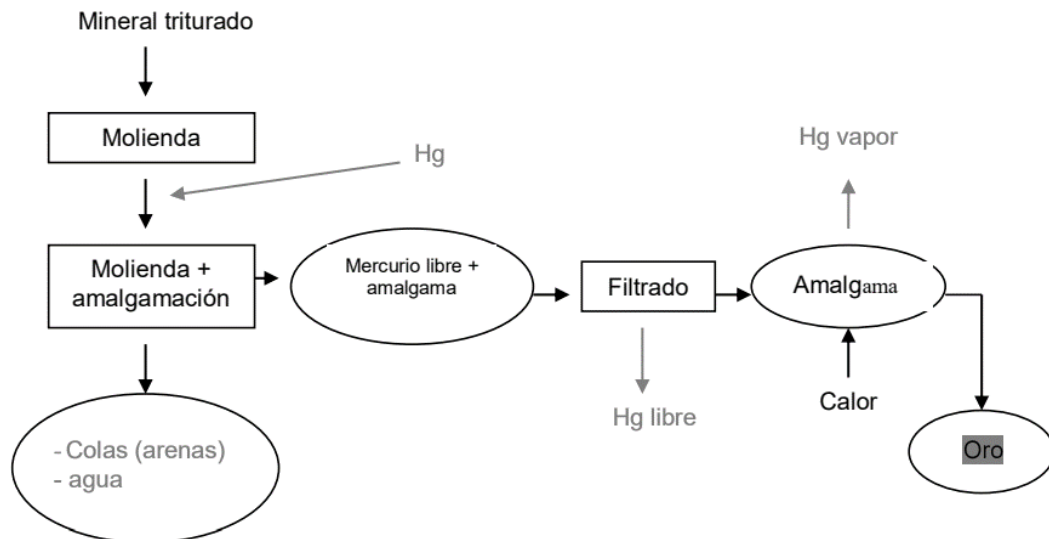 Mineral triturado
Molienda
Hg
Hg vapor
Molienda +
amalgamación
Mercurio libre +
amalgama
Filtrado
Amalgama
Calor
Hg libre
- Colas (arenas)
- agua
Oro